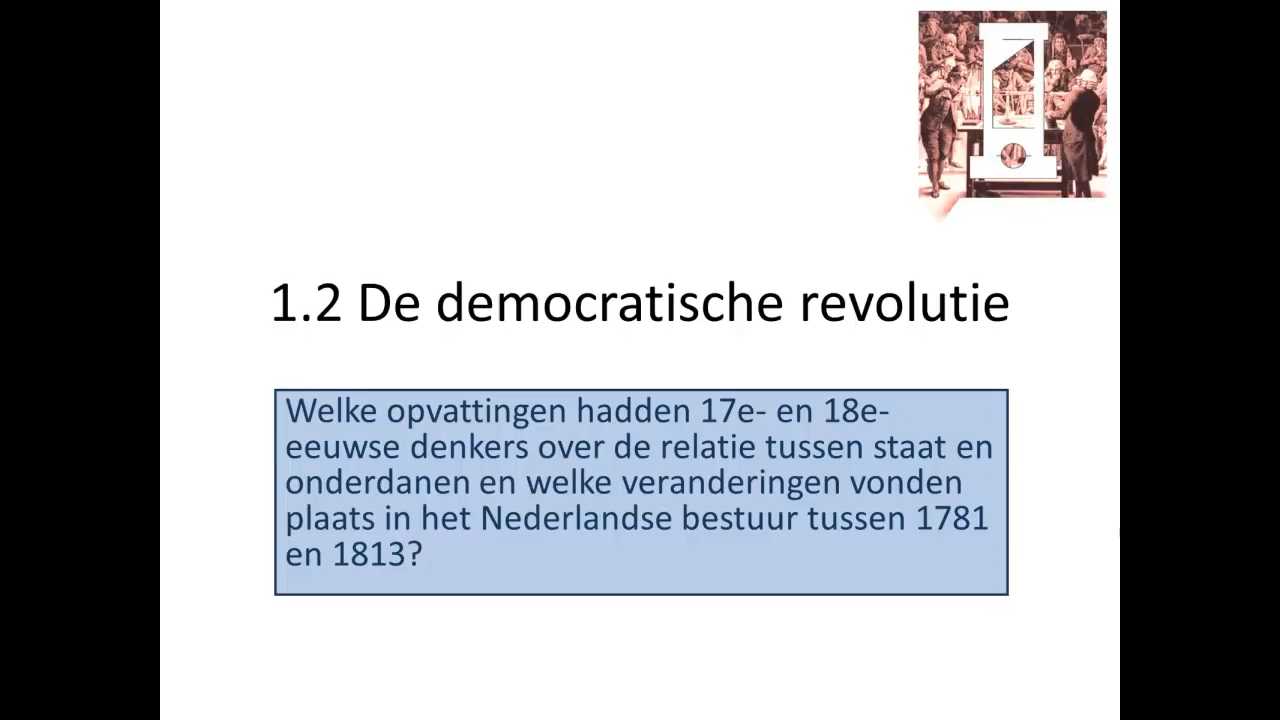 1.2 De democratische revolutie
Welke opvattingen hadden 17e- en 18e-
eeuwse denkers over de relatie tussen staat en
onderdanen en welke veranderingen vonden
plaats in het Nederlandse bestuur tussen 1781
en 1813?